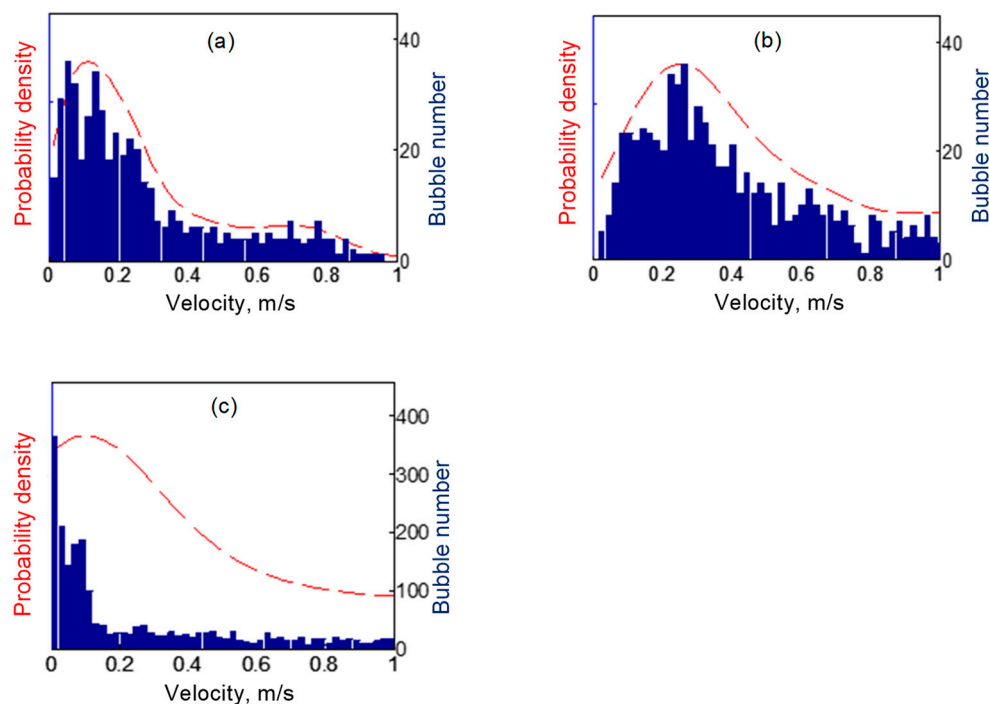 (a)
Probability density
40
20
0
Bubble number
0 0.2 0.4 0.6 0.8 1
Velocity, m/s
(b)
Probability density
40
20
0
Bubble number
0 0.2 0.4 0.6 0.8 1
Velocity, m/s
(c)
Probability density
400
300
200
100
0
Bubble number
0 0.2 0.4 0.6 0.8 1
Velocity, m/s